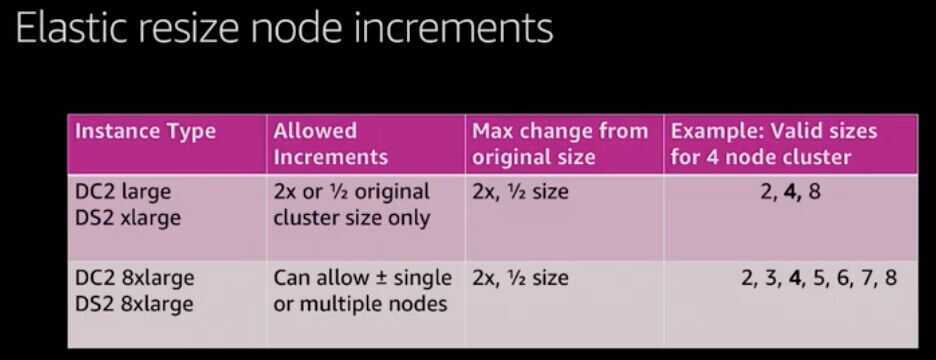 Elastic resize node increments
Instance Type
Allowed
Increments
Max change from
original size
Example: Valid sizes
for 4 node cluster
DC2 large
DS2 xlarge
2x or ½ original
cluster size only
2x, ½ size
2, 4, 8
DC2 8xlarge
DS2 8xlarge
Can allow ± single
or multiple nodes
2x, ½ size
2, 3, 4, 5, 6, 7, 8